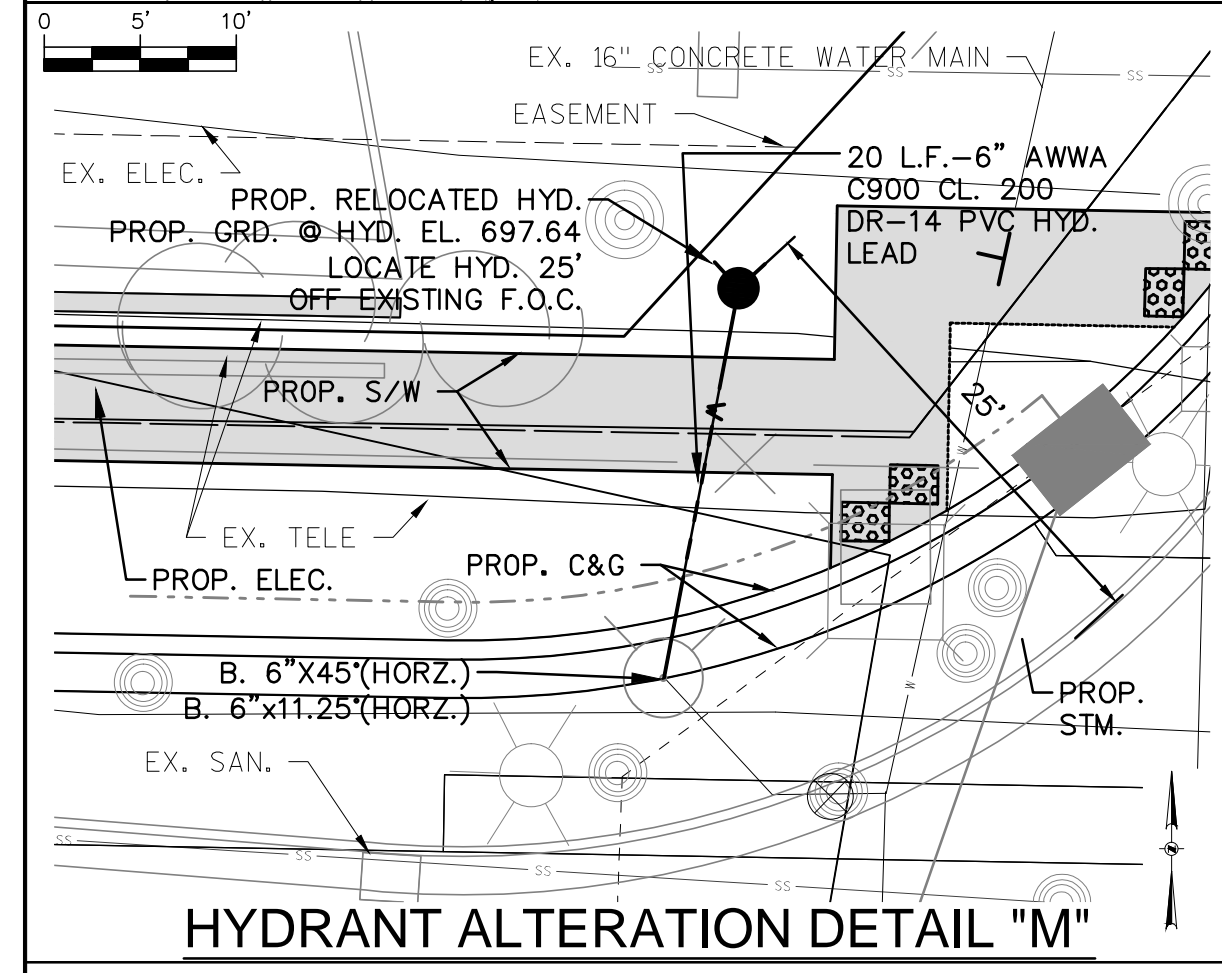 0 5' 10'
EX. 16" CONCRETE WATER MAIN
SS SS SS
EASEMENT
EX. ELEC.
20 L.F.-6" AWWA
C900 CL. 200
DR-14 PVC HYD.
LEAD
PROP. RELOCATED HYD.
PROP. GRD. @ HYD. EL. 697.64
LOCATE HYD. 25'
OFF EXISTING F.O.C.
PROP. S/W
A
25'
W
EX. TELE
PROP. ELEC.
PROP. C&G
B. 6"X45°(HORZ.)
B. 6"x11.25°(HORZ.)
W
PROP.
STM.
EX. SAN.
SS SS SS SS
N
HYDRANT ALTERATION DETAIL "M"